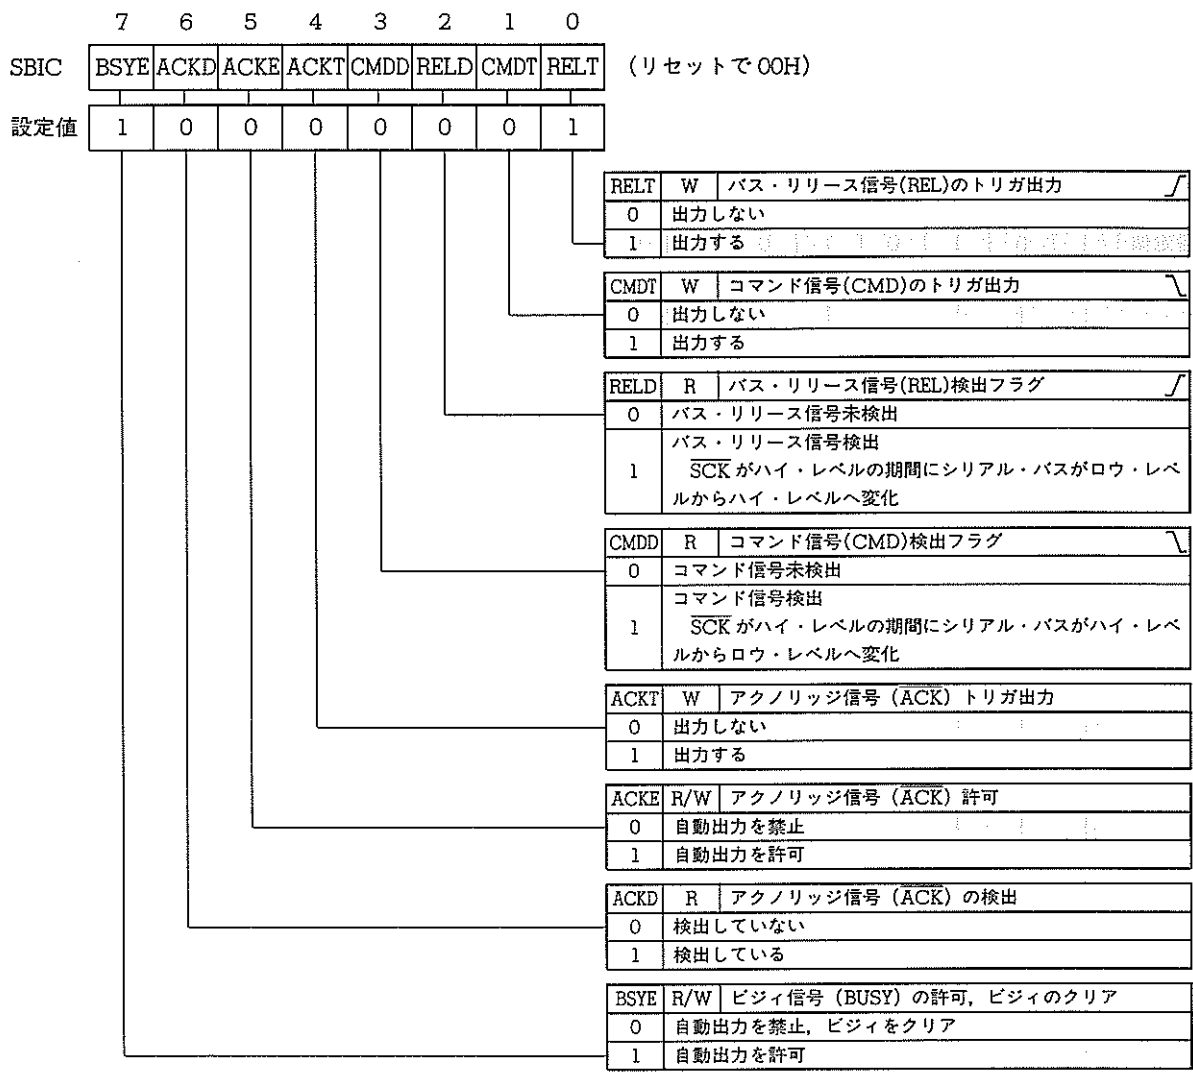 7 6 5 4 3 2 1 0
SBIC BSYE ACKD ACKE ACKT CMDD RELD CMDT RELT (リセットで00H)
設定値 1 0 0 0 0 0 0 1
RELT W バス・リリース信号(REL)のトリガ出力
0 出力しない
1 出力する
CMDT W コマンド信号(CMD)のトリガ出力
0 出力しない
1 出力する
RELD R バス・リリース信号(REL)検出フラグ
0 バス・リリース信号未検出
バス・リリース信号検出
1 SCKがハイ・レベルの期間にシリアル・バスがロウ・レベ
ルからハイ・レベルへ変化
CMDD R コマンド信号(CMD)検出フラグ
0 コマンド信号未検出
コマンド信号検出
1 SCKがハイ・レベルの期間にシリアル・バスがハイ・レベ
ルからロウ・レベルへ変化
ACKT W アクノリッジ信号(ACK)トリガ出力
0 出力しない
1 出力する
ACKE R/W アクノリッジ信号(ACK)許可
0 自動出力を禁止
1 自動出力を許可
ACKD R アクノリッジ信号(ACK)の検出
0 検出していない
1 検出している
BSYE R/W ビジィ信号(BUSY)の許可,ビジィのクリア
0 自動出力を禁止,ビジィをクリア
1 自動出力を許可